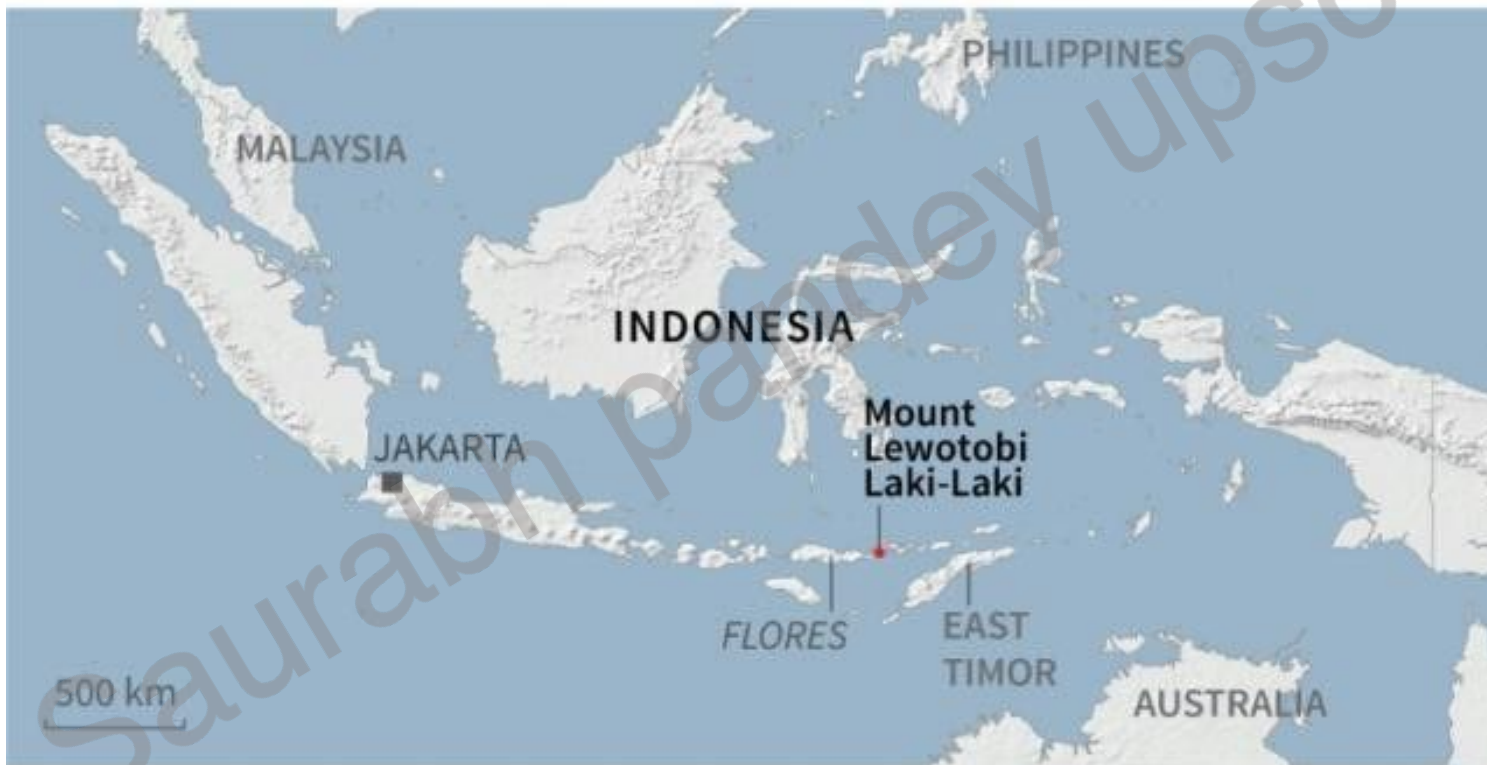 PHILIPPINES
MALAYSIA
INDONESIA
Mount
Lewotobi
Laki-Laki
JAKARTA
FLORES
EAST
TIMOR
500 km
AUSTRALIA
Saurabh pandey upsc